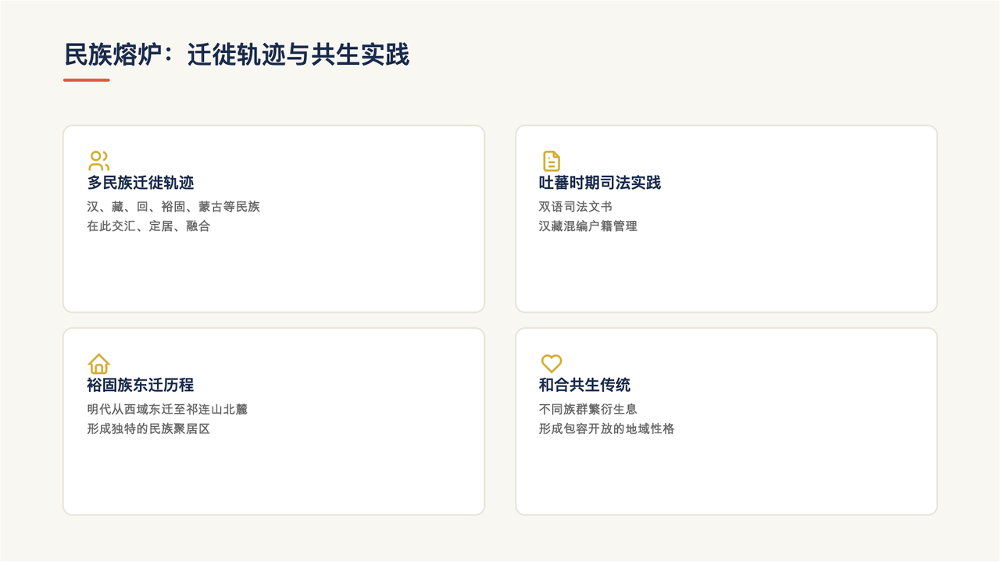 民族熔炉：迁徙轨迹与共生实践
多民族迁徙轨迹
汉、藏、回、裕固、蒙古等民族
在此交汇、定居、融合
吐蕃时期司法实践
双语司法文书
汉藏混编户籍管理
裕固族东迁历程
明代从西域东迁至祁连山北麓
形成独特的民族聚居区
和合共生传统
不同族群繁衍生息
形成包容开放的地域性格